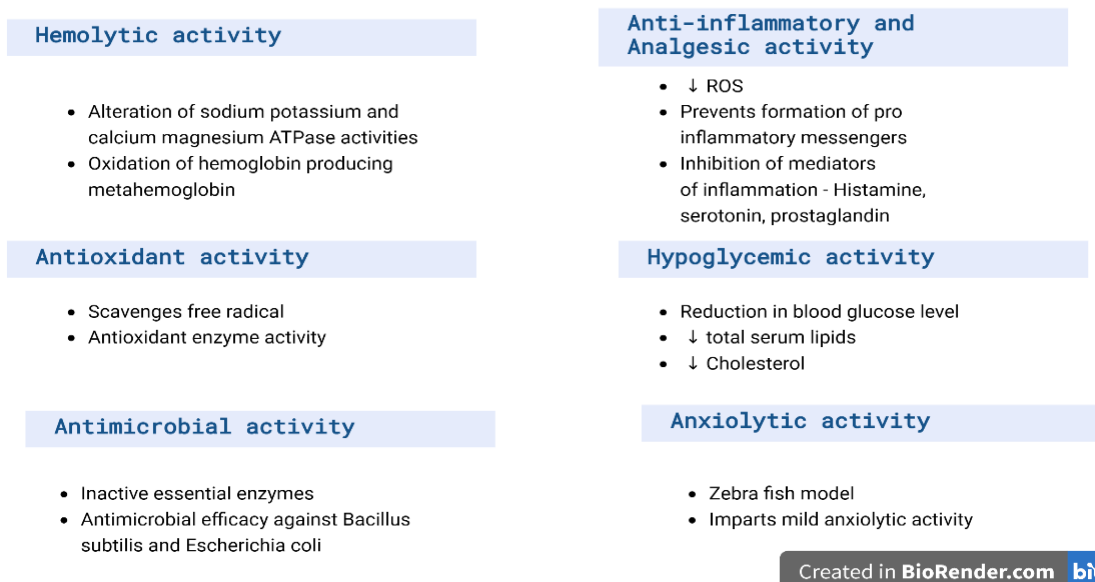 Hemolytic activity
• Alteration of sodium potassium and
calcium magnesium ATPase activities
• Oxidation of hemoglobin producing
metahemoglobin
Anti-inflammatory and
Analgesic activity
• ↓ ROS
• Prevents formation of pro
inflammatory messengers
• Inhibition of mediators
of inflammation - Histamine,
serotonin, prostaglandin
Antioxidant activity
• Scavenges free radical
• Antioxidant enzyme activity
Hypoglycemic activity
• Reduction in blood glucose level
• ↓ total serum lipids
• ↓ Cholesterol
Antimicrobial activity
• Inactive essential enzymes
• Antimicrobial efficacy against Bacillus
subtilis and Escherichia coli
Anxiolytic activity
• Zebra fish model
• Imparts mild anxiolytic activity
Created in BioRender.com bi